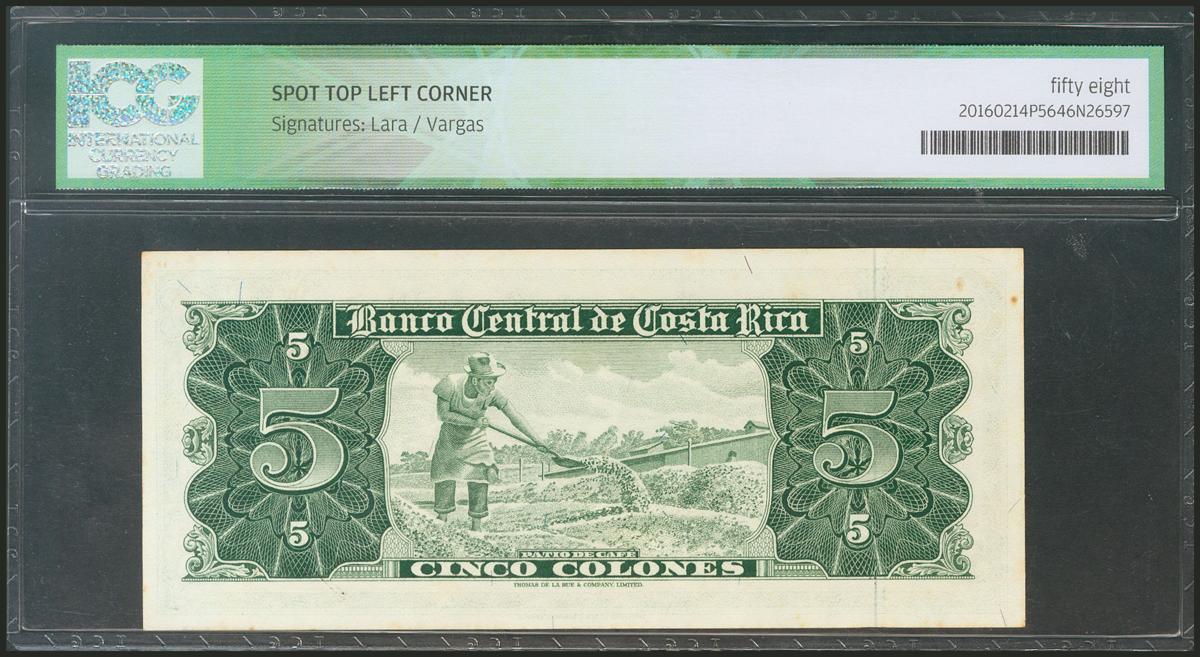 ICG
INTERNATIONAL
CURRENCY
GRADING
SPOT TOP LEFT CORNER
Signatures: Lara / Vargas
fifty eight
20160214P5646N26597
Banco Central de Costa Rica
5
5
5
5
5
5
PATIO DE CAFÉ
CINCO COLONES
THOMAS DE LA RUE & COMPANY, LIMITED.